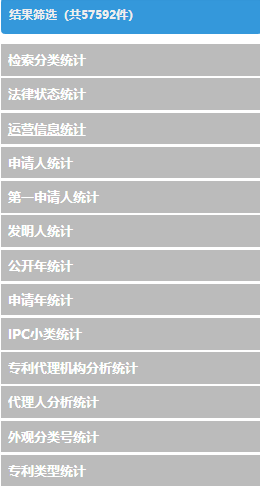 结果筛选（共57592件）
检索分类统计
法律状态统计
运营信息统计
申请人统计
第一申请人统计
发明人统计
公开年统计
申请年统计
IPC小类统计
专利代理机构分析统计
代理人分析统计
外观分类号统计
专利类型统计